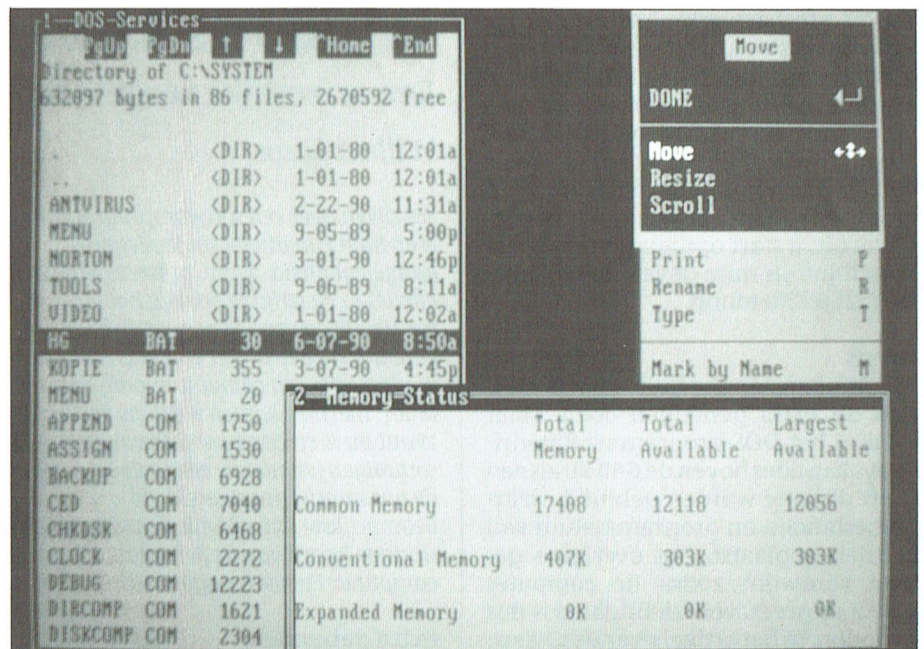 1—DOS-Services
PgUp PgDn ↑ ↓ ^Home ^End
Directory of C:\SYSTEM
632097 bytes in 86 files, 2670592 free
. <DIR> 1-01-80 12:01a
.. <DIR> 1-01-80 12:01a
ANTVIRUS <DIR> 2-22-90 11:31a
MENU <DIR> 9-05-89 5:00p
NORTON <DIR> 3-01-90 12:46p
TOOLS <DIR> 9-06-89 8:11a
VIDEO <DIR> 1-01-80 12:02a
HG BAT 30 6-07-90 8:50a
KOPIE BAT 355 3-07-90 4:45p
MENU BAT 20
APPEND COM 1750
ASSIGN COM 1530
BACKUP COM 6928
CED COM 7040
CHKDSK COM 6468
CLOCK COM 2272
DEBUG COM 12223
DIRCOMP COM 1621
DISKCOMP COM 2304
Move
DONE ↵
Move
Resize
Scroll
Print P
Rename R
Type T
Mark by Name M
2=Memory-Status
Total Total Largest
Memory Available Available
Common Memory 17408 12118 12056
Conventional Memory 407K 303K 303K
Expanded Memory 0K 0K 0K